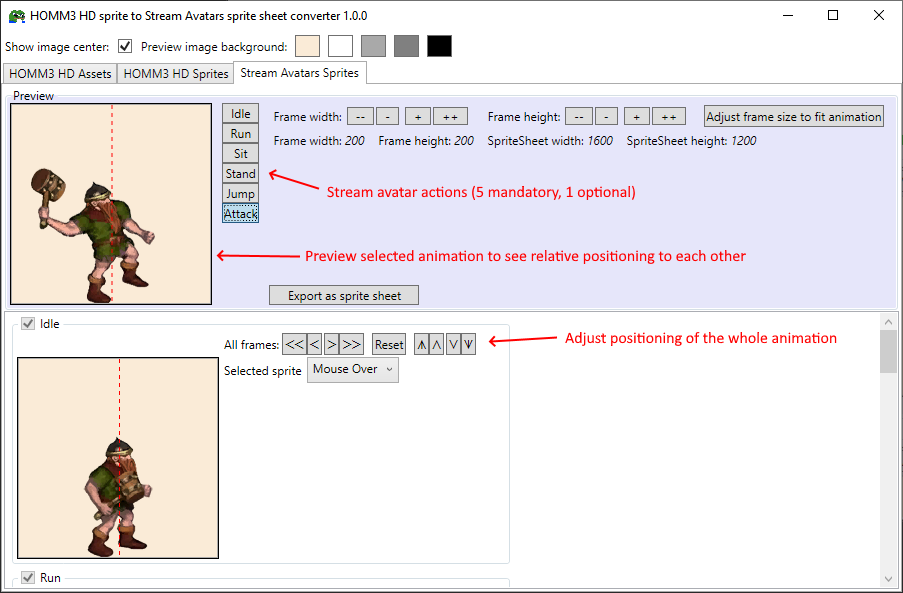 HOMM3 HD sprite to Stream Avatars sprite sheet converter 1.0.0
Show image center: Preview image background:
HOMM3 HD Assets HOMM3 HD Sprites Stream Avatars Sprites
Preview
Idle
Run
Sit
Stand
Jump
Attack
Frame width: -- - + ++ Frame height: -- - + ++ Adjust frame size to fit animation
Frame width: 200 Frame height: 200 SpriteSheet width: 1600 SpriteSheet height: 1200
Stream avatar actions (5 mandatory, 1 optional)
Preview selected animation to see relative positioning to each other
Export as sprite sheet
Idle
All frames: << < > >> Reset ⩚ ∧ ∨ ⩛
Adjust positioning of the whole animation
Selected sprite Mouse Over
Run